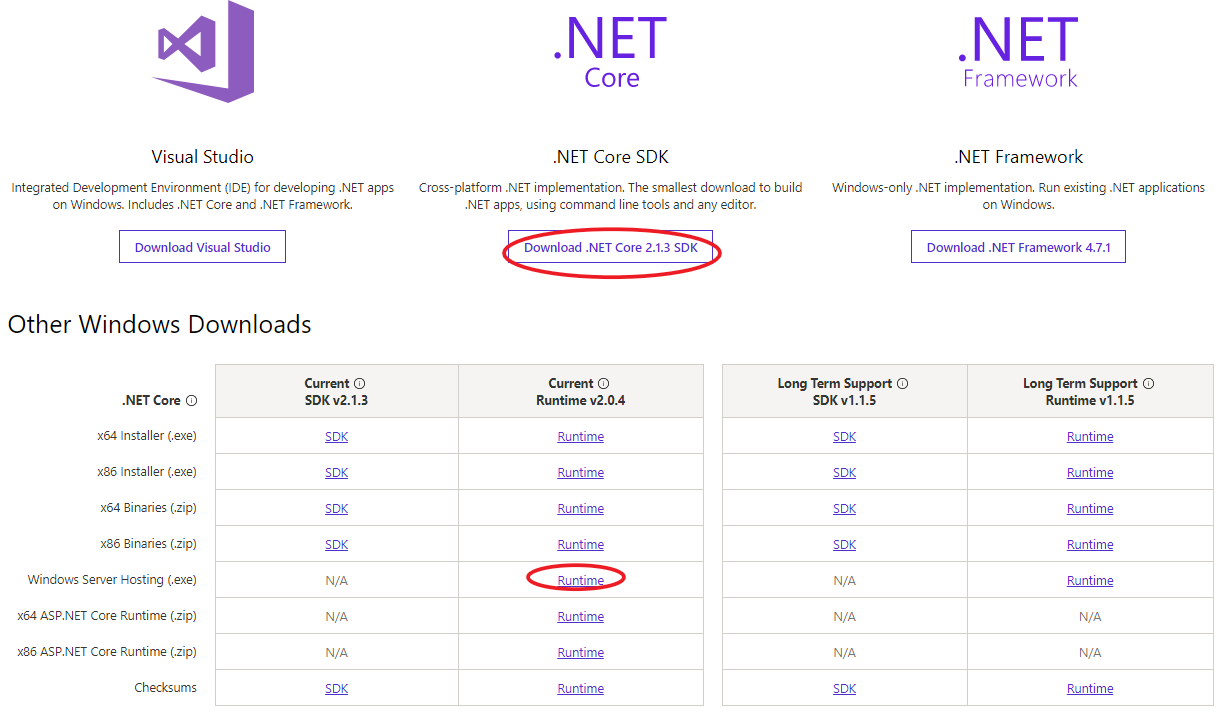 .NET
Core
.NET
Framework
Visual Studio
Integrated Development Environment (IDE) for developing .NET apps
on Windows. Includes .NET Core and .NET Framework.
Download Visual Studio
.NET Core SDK
Cross-platform .NET implementation. The smallest download to build
.NET apps, using command line tools and any editor.
Download .NET Core 2.1.3 SDK
.NET Framework
Windows-only .NET implementation. Run existing .NET applications
on Windows.
Download .NET Framework 4.7.1
Other Windows Downloads
.NET Core
Current
SDK v2.1.3
Current
Runtime v2.0.4
Long Term Support
SDK v1.1.5
Long Term Support
Runtime v1.1.5
x64 Installer (.exe) SDK Runtime SDK Runtime
x86 Installer (.exe) SDK Runtime SDK Runtime
x64 Binaries (.zip) SDK Runtime SDK Runtime
x86 Binaries (.zip) SDK Runtime SDK Runtime
Windows Server Hosting (.exe) N/A Runtime N/A Runtime
x64 ASP.NET Core Runtime (.zip) N/A Runtime N/A N/A
x86 ASP.NET Core Runtime (.zip) N/A Runtime N/A N/A
Checksums SDK Runtime SDK Runtime